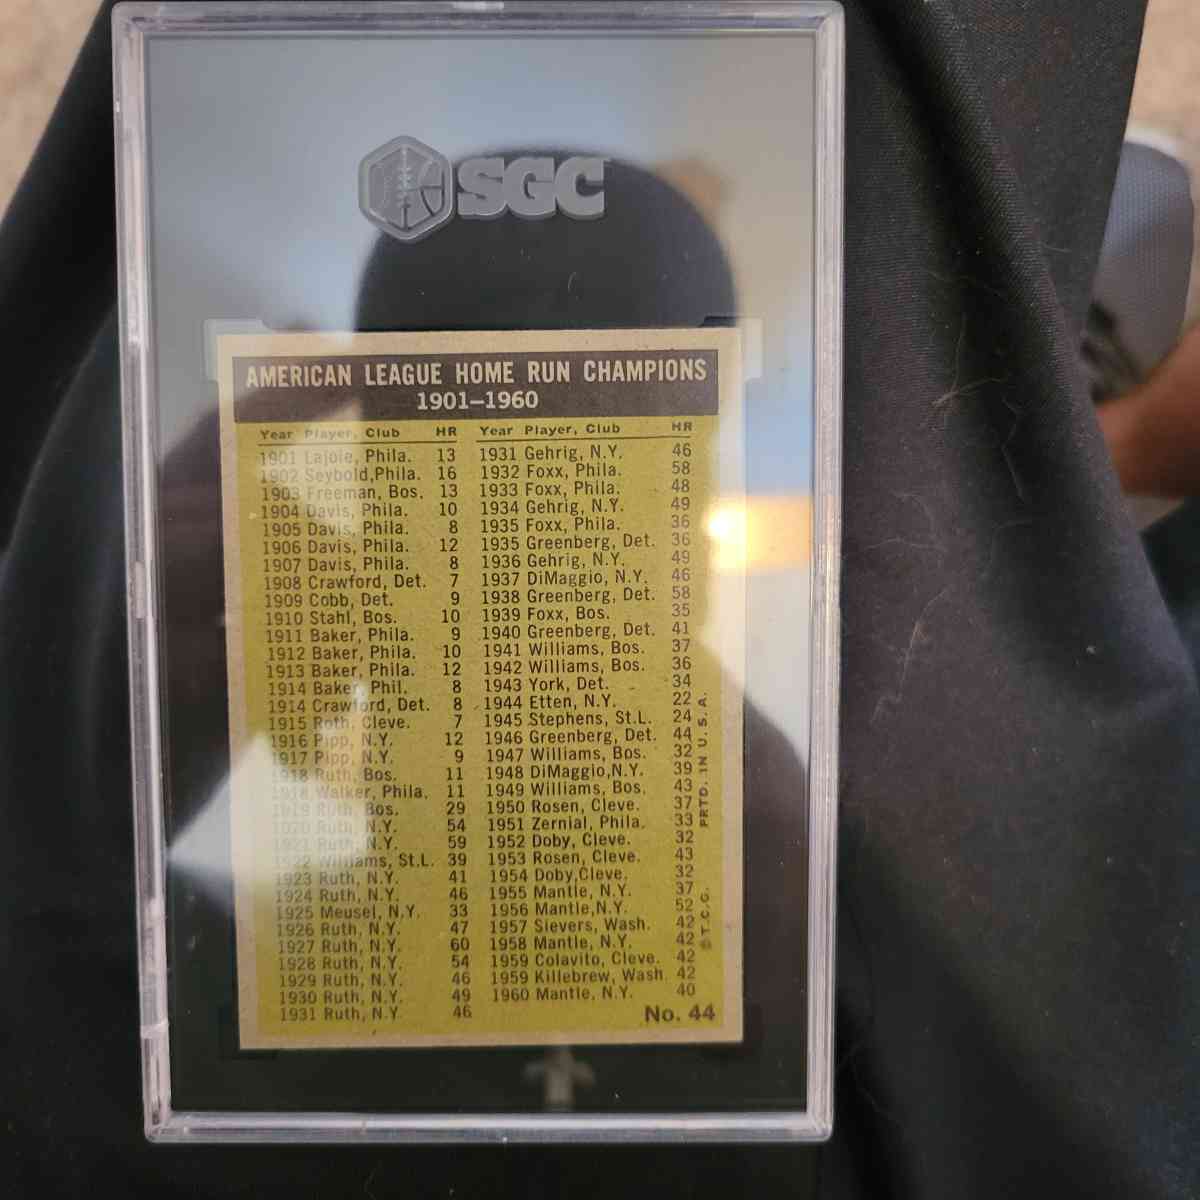 SGC
AMERICAN LEAGUE HOME RUN CHAMPIONS
1901–1960
Year Player, Club HR
1901 Lajoie, Phila. 13
1902 Seybold,Phila. 16
1903 Freeman, Bos. 13
1904 Davis, Phila. 10
1905 Davis, Phila. 8
1906 Davis, Phila. 12
1907 Davis, Phila. 8
1908 Crawford, Det. 7
1909 Cobb, Det. 9
1910 Stahl, Bos. 10
1911 Baker, Phila. 9
1912 Baker, Phila. 10
1913 Baker, Phila. 12
1914 Baker, Phil. 8
1914 Crawford, Det. 8
1915 Roth, Cleve. 7
1916 Pipp, N.Y. 12
1917 Pipp, N.Y. 9
1918 Ruth, Bos. 11
1918 Walker, Phila. 11
1919 Ruth, Bos. 29
1920 Ruth, N.Y. 54
1921 Ruth, N.Y. 59
1922 Williams, St.L. 39
1923 Ruth, N.Y. 41
1924 Ruth, N.Y. 46
1925 Meusel, N.Y. 33
1926 Ruth, N.Y. 47
1927 Ruth, N.Y. 60
1928 Ruth, N.Y. 54
1929 Ruth, N.Y. 46
1930 Ruth, N.Y. 49
1931 Ruth, N.Y. 46
Year Player, Club HR
1931 Gehrig, N.Y. 46
1932 Foxx, Phila. 58
1933 Foxx, Phila. 48
1934 Gehrig, N.Y. 49
1935 Foxx, Phila. 36
1935 Greenberg, Det. 36
1936 Gehrig, N.Y. 49
1937 DiMaggio, N.Y. 46
1938 Greenberg, Det. 58
1939 Foxx, Bos. 35
1940 Greenberg, Det. 41
1941 Williams, Bos. 37
1942 Williams, Bos. 36
1943 York, Det. 34
1944 Etten, N.Y. 22
1945 Stephens, St.L. 24
1946 Greenberg, Det. 44
1947 Williams, Bos. 32
1948 DiMaggio,N.Y. 39
1949 Williams, Bos. 43
1950 Rosen, Cleve. 37
1951 Zernial, Phila. 33
1952 Doby, Cleve. 32
1953 Rosen, Cleve. 43
1954 Doby,Cleve. 32
1955 Mantle, N.Y. 37
1956 Mantle,N.Y. 52
1957 Sievers, Wash. 42
1958 Mantle, N.Y. 42
1959 Colavito, Cleve. 42
1959 Killebrew, Wash. 42
1960 Mantle, N.Y. 40
No. 44
© T.C.G. PRTD. IN U.S.A.